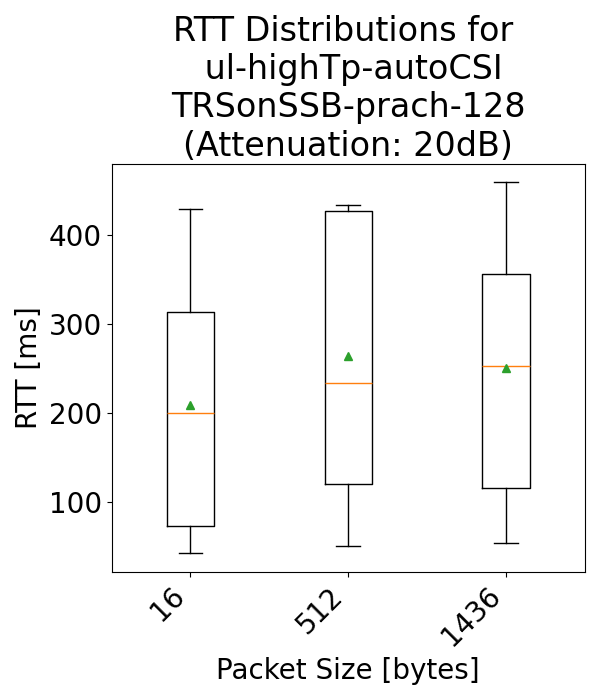 RTT Distributions for
ul-highTp-autoCSI
TRSonSSB-prach-128
(Attenuation: 20dB)
RTT [ms]
400
300
200
100
16
512
1436
Packet Size [bytes]